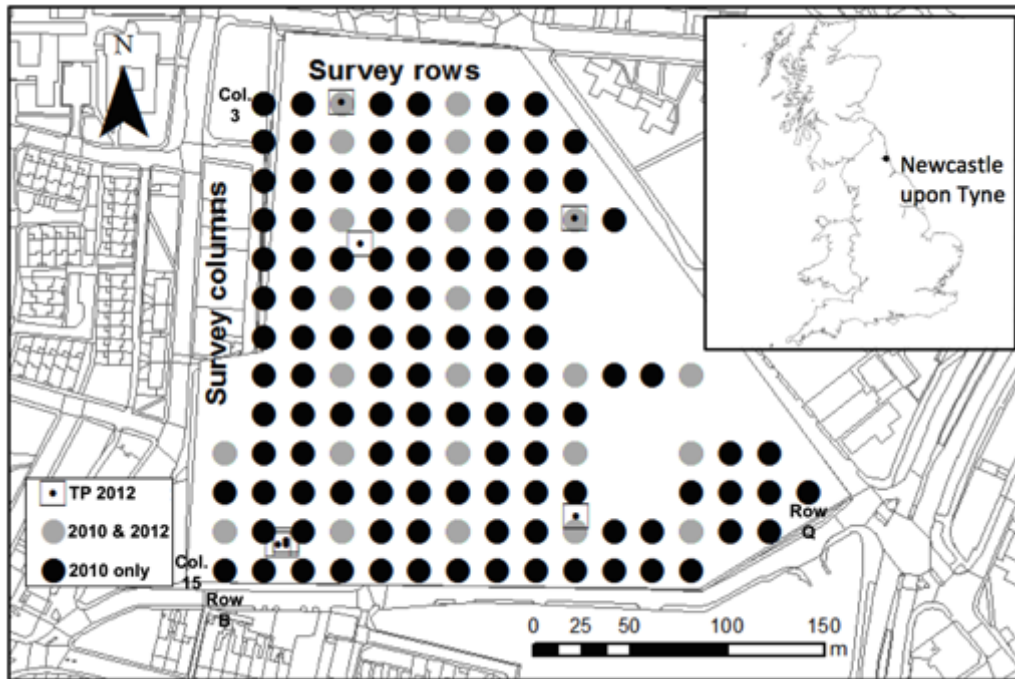 N
Survey rows
Col.
3
Survey columns
Newcastle
upon Tyne
TP 2012
2010 & 2012
2010 only
Col.
15
Row
B
Row
Q
0 25 50 100 150
m